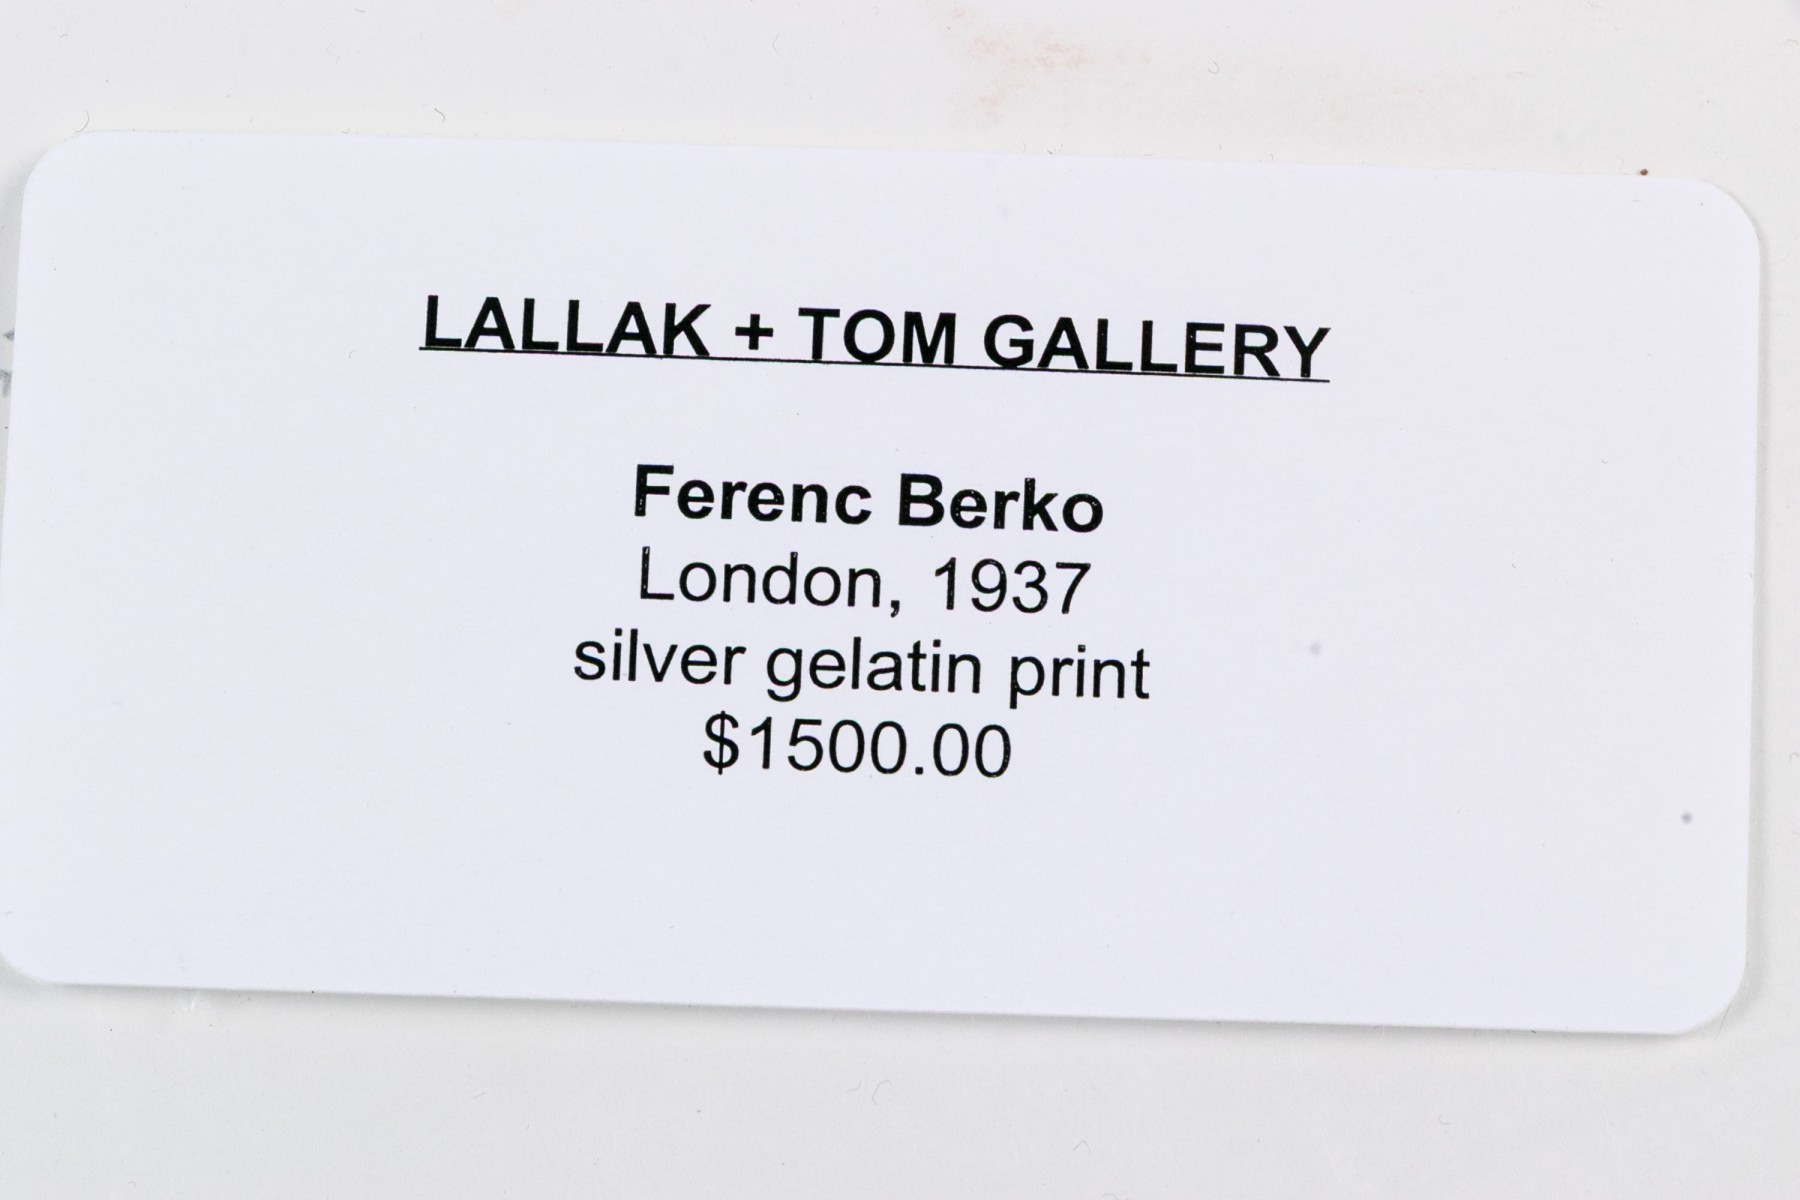 LALLAK + TOM GALLERY
Ferenc Berko
London, 1937
silver gelatin print
$1500.00